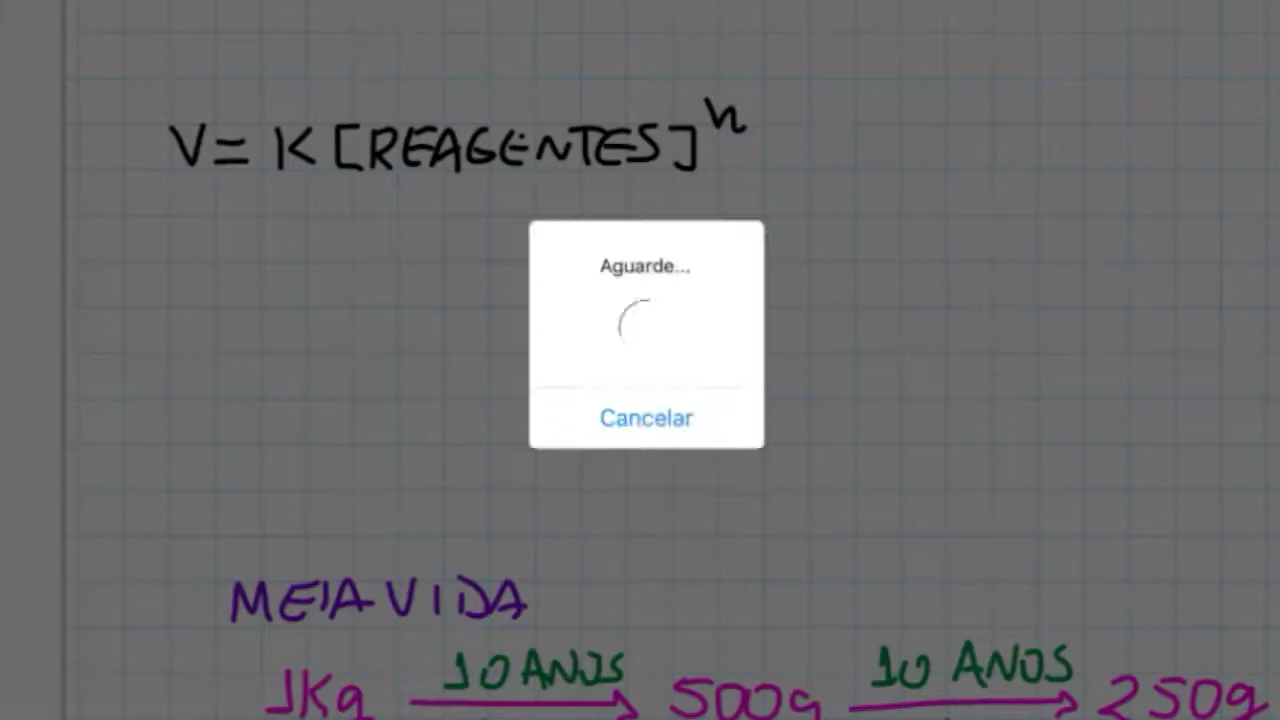 V = K [REAGENTES]ⁿ
Aguarde...
Cancelar
MEIA VIDA
10 ANOS 10 ANOS
1Kg 500g 250g